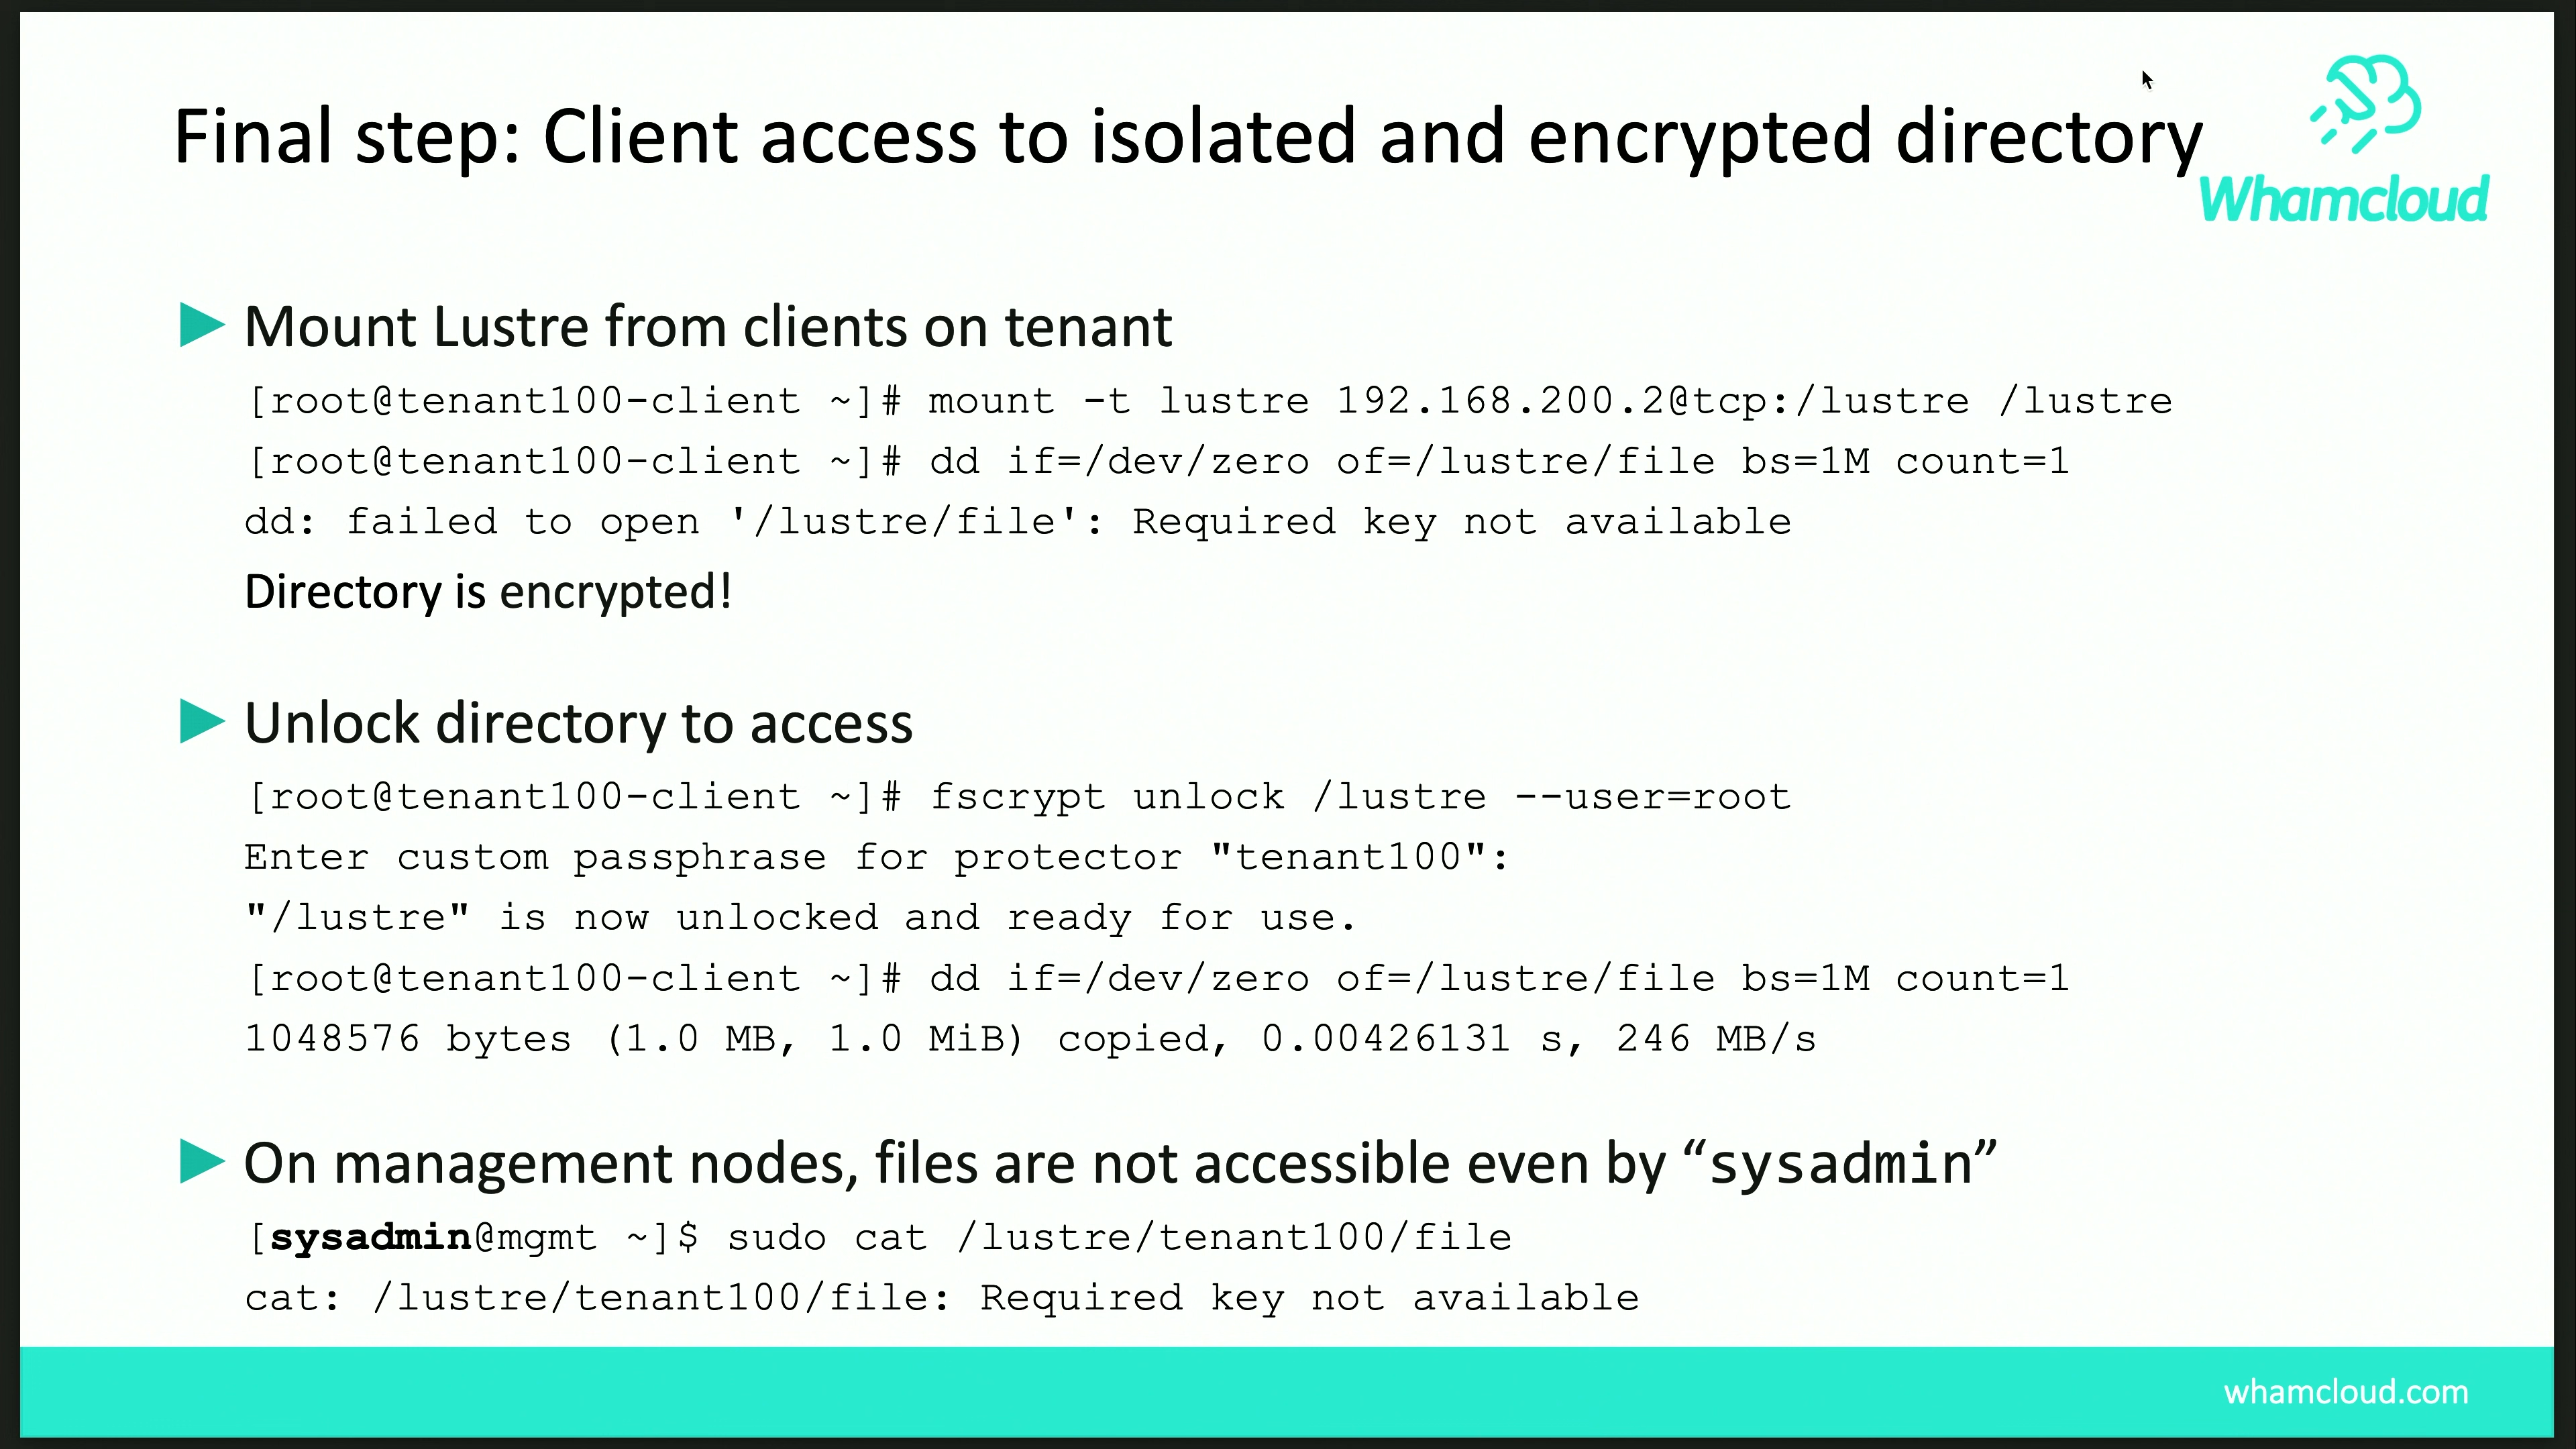 Final step: Client access to isolated and encrypted directory
Whamcloud
Mount Lustre from clients on tenant
[root@tenant100-client ~]# mount -t lustre 192.168.200.2@tcp:/lustre /lustre
[root@tenant100-client ~]# dd if=/dev/zero of=/lustre/file bs=1M count=1
dd: failed to open '/lustre/file': Required key not available
Directory is encrypted!
Unlock directory to access
[root@tenant100-client ~]# fscrypt unlock /lustre --user=root
Enter custom passphrase for protector "tenant100":
"/lustre" is now unlocked and ready for use.
[root@tenant100-client ~]# dd if=/dev/zero of=/lustre/file bs=1M count=1
1048576 bytes (1.0 MB, 1.0 MiB) copied, 0.00426131 s, 246 MB/s
On management nodes, files are not accessible even by “sysadmin”
[sysadmin@mgmt ~]$ sudo cat /lustre/tenant100/file
cat: /lustre/tenant100/file: Required key not available
whamcloud.com